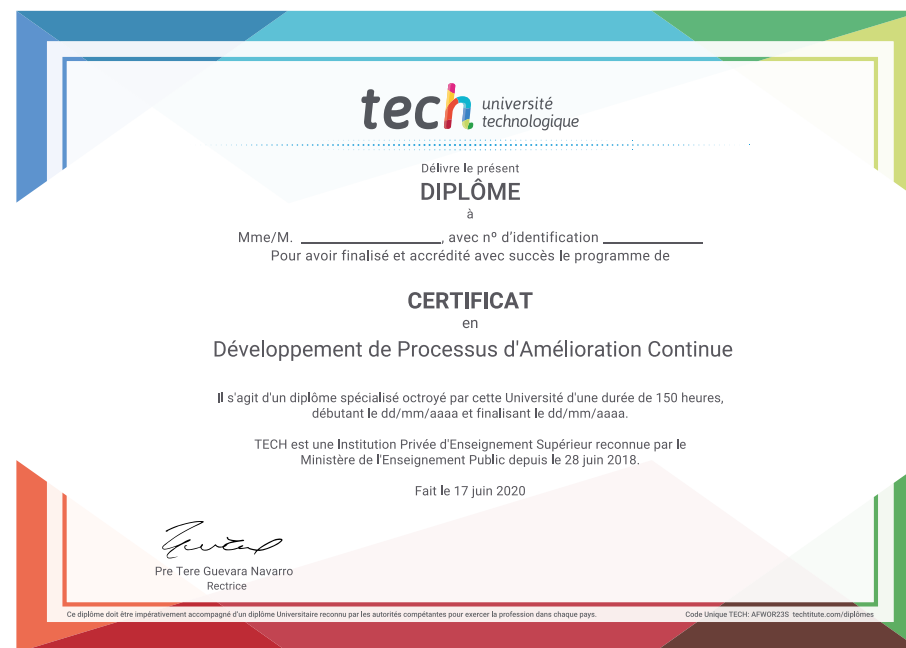 tech université
technologique
Délivre le présent
DIPLÔME
à
Mme/M. ____________________, avec nº d'identification ______________
Pour avoir finalisé et accrédité avec succès le programme de
CERTIFICAT
en
Développement de Processus d'Amélioration Continue
Il s'agit d'un diplôme spécialisé octroyé par cette Université d'une durée de 150 heures,
débutant le dd/mm/aaaa et finalisant le dd/mm/aaaa.
TECH est une Institution Privée d'Enseignement Supérieur reconnue par le
Ministère de l'Enseignement Public depuis le 28 juin 2018.
Fait le 17 juin 2020
Pre Tere Guevara Navarro
Rectrice
Ce diplôme doit être impérativement accompagné d'un diplôme Universitaire reconnu par les autorités compétentes pour exercer la profession dans chaque pays.
Code Unique TECH: AFWOR23S techtitute.com/diplômes